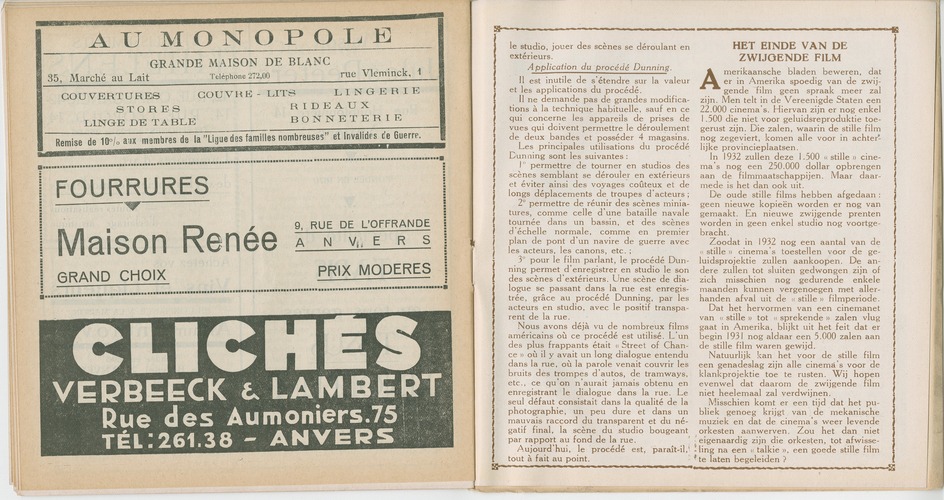 AU MONOPOLE
GRANDE MAISON DE BLANC
35, Marché au Lait Téléphone 272,66 rue Vleminck, 1
COUVERTURES COUVRE-LITS LINGERIE
STORES RIDEAUX
LINGE DE TABLE BONNETERIE
Remise de 10% aux membres de la "Ligue des familles nombreuses" et Invalides de Guerre.
FOURRURES
Maison Renée
9, RUE DE L'OFFRANDE
ANVERS
GRAND CHOIX PRIX MODERES
CLICHÉS
VERBEECK & LAMBERT
Rue des Aumoniers.75
TÉL: 261.38 - ANVERS
le studio, jouer des scènes se déroulant en
extérieurs.
Application du procédé Dunning.
Il est inutile de s'étendre sur la valeur
et les applications du procédé.
Il ne demande pas de grandes modifica-
tions à la technique habituelle, sauf en ce
qui concerne les appareils de prises de
vues qui doivent permettre le déroulement
de deux bandes et posséder 4 magasins.
Les principales utilisations du procédé
Dunning sont les suivantes :
1° permettre de tourner en studios des
scènes semblant se dérouler en extérieurs
et éviter ainsi des voyages coûteux et de
longs déplacements de troupes d'acteurs ;
2° permettre de réunir des scènes minia-
tures, comme celle d'une bataille navale
tournée dans un bassin, et des scènes
d'échelle normale, comme en premier
plan de pont d'un navire de guerre avec
les acteurs, les canons, etc. ;
3° pour le film parlant, le procédé Dun-
ning permet d'enregistrer en studio le son
des scènes d'extérieur. Une scène de dia-
logue se passant dans la rue est enregis-
trée, grâce au procédé Dunning, par les
acteurs en studio, avec le positif transpa-
rent de la rue.
Nous avons déjà vu de nombreux films
américains où ce procédé est utilisé. L'un
des plus frappants était « Street of Chan-
ce » où il y avait un long dialogue entendu
dans la rue, où la parole venait couvrir les
bruits des trompes d'autos, de tramways,
etc., ce qu'on n'aurait jamais obtenu en
enregistrant le dialogue dans la rue. Le
seul défaut consistait dans la qualité de la
photographie, un peu dure et dans un
mauvais raccord du transparent et du né-
gatif final, la scène du studio bougeant
par rapport au fond de la rue.
Aujourd'hui, le procédé est, paraît-il,
tout à fait au point.
HET EINDE VAN DE
ZWIJGENDE FILM
Amerikaansche bladen beweren, dat
er in Amerika spoedig van de zwij-
gende film geen spraak meer zal
zijn. Men telt in de Vereenigde Staten een
22.000 cinema's. Hiervan zijn er nog enkel
1.500 die niet voor geluidsreproduktie toe-
gerust zijn. Die zalen, waarin de stille film
nog zegeviert, komen alle voor in achter-
lijke provincieplaatsen.
In 1932 zullen deze 1.500 « stille » cine-
ma's nog een 250.000 dollar opbrengen
aan de filmmaatschappijen. Maar daar-
mede is het dan ook uit.
De oude stille films hebben afgedaan :
geen nieuwe kopieën worden er nog van
gemaakt. En nieuwe zwijgende prenten
worden in geen enkel studio nog voortge-
bracht.
Zoodat in 1932 nog een aantal van de
« stille » cinema's toestellen voor de ge-
luidsprojektie zullen aankoopen. De an-
dere zullen tot sluiten gedwongen zijn of
zich misschien nog gedurende enkele
maanden kunnen vergenoegen met aller-
handen afval uit de « stille » filmperiode.
Dat het hervormen van een cinemanet
van « stille » tot « sprekende » zalen vlug
gaat in Amerika, blijkt uit het feit dat er
begin 1931 nog aldaar een 5.000 zalen aan
de stille film waren gewijd.
Natuurlijk kan het voor de stille film
een genadeslag zijn alle cinema's voor de
klankprojektie toe te rusten. Wij hopen
evenwel dat daarom de zwijgende film
niet heelemaal zal verdwijnen.
Misschien komt er een tijd dat het pu-
bliek genoeg krijgt van de mekanische
muziek en dat de cinema's weer levende
orkesten aanwerven. Zou het dan niet
eigenaardig zijn die orkesten, tot afwisse-
ling na een « talkie », een goede stille film
te laten begeleiden ?